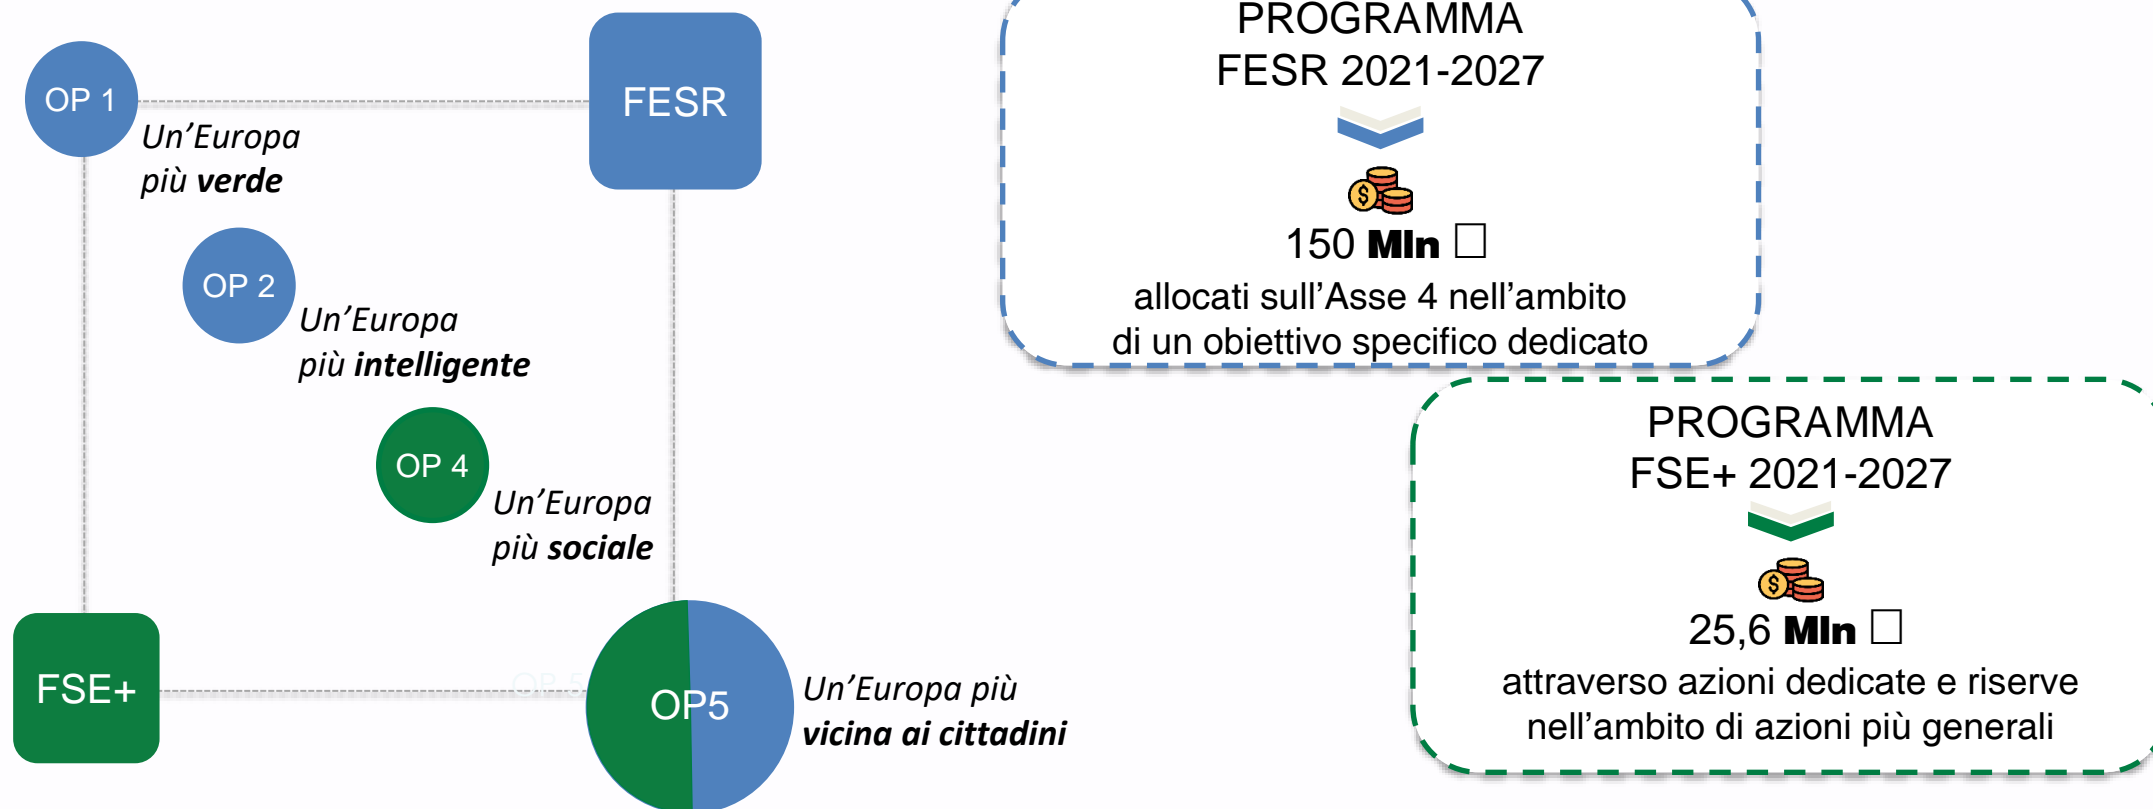 OP 1
Un’Europa
più verde
FESR
OP 2
Un’Europa
più intelligente
OP 4
Un’Europa
più sociale
FSE+
OP 5
OP5
Un’Europa più
vicina ai cittadini
PROGRAMMA
FESR 2021-2027
150 Mln □
allocati sull’Asse 4 nell’ambito
di un obiettivo specifico dedicato
PROGRAMMA
FSE+ 2021-2027
25,6 Mln □
attraverso azioni dedicate e riserve
nell’ambito di azioni più generali